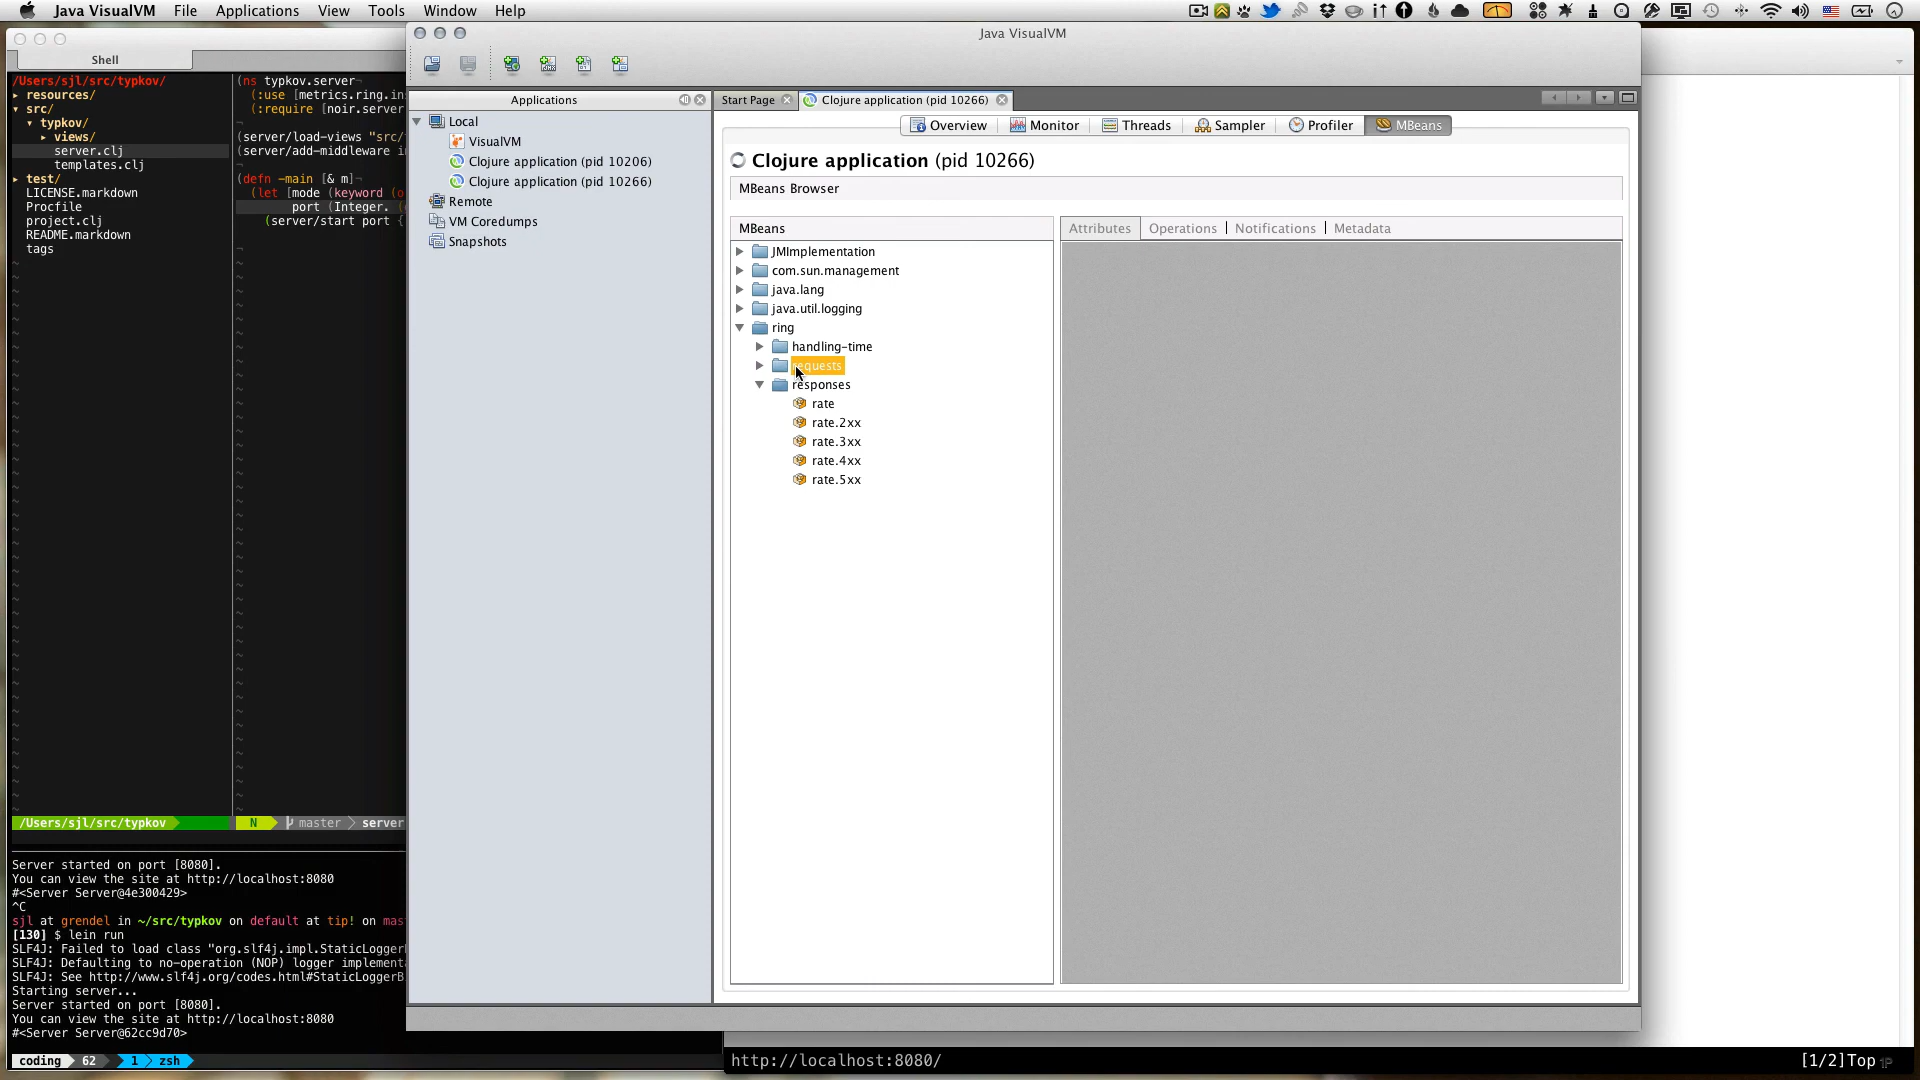 Java VisualVM File Applications View Tools Window Help
Shell
/Users/sjl/src/typkov/
▸ resources/
▾ src/
▾ typkov/
▸ views/
server.clj
templates.clj
▸ test/
LICENSE.markdown
Procfile
project.clj
README.markdown
tags
(ns typkov.server¬
(:use [metrics.ring.in
(:require [noir.server
(server/load-views "src/
(server/add-middleware i
(defn -main [& m]¬
(let [mode (keyword (o
port (Integer. (
(server/start port {
/Users/sjl/src/typkov
N master server
Server started on port [8080].
You can view the site at http://localhost:8080
#<Server Server@4e300429>
^C
sjl at grendel in ~/src/typkov on default at tip! on mas
[130] $ lein run
SLF4J: Failed to load class "org.slf4j.impl.StaticLogger
SLF4J: Defaulting to no-operation (NOP) logger implement
SLF4J: See http://www.slf4j.org/codes.html#StaticLoggerB
Starting server...
Server started on port [8080].
You can view the site at http://localhost:8080
#<Server Server@62cc9d70>
coding 62 1 zsh
Java VisualVM
Applications
Local
VisualVM
Clojure application (pid 10206)
Clojure application (pid 10266)
Remote
VM Coredumps
Snapshots
Start Page Clojure application (pid 10266)
Overview Monitor Threads Sampler Profiler MBeans
Clojure application (pid 10266)
MBeans Browser
MBeans
JMImplementation
com.sun.management
java.lang
java.util.logging
ring
handling-time
requests
responses
rate
rate.2xx
rate.3xx
rate.4xx
rate.5xx
Attributes Operations Notifications Metadata
http://localhost:8080/ [1/2]Top